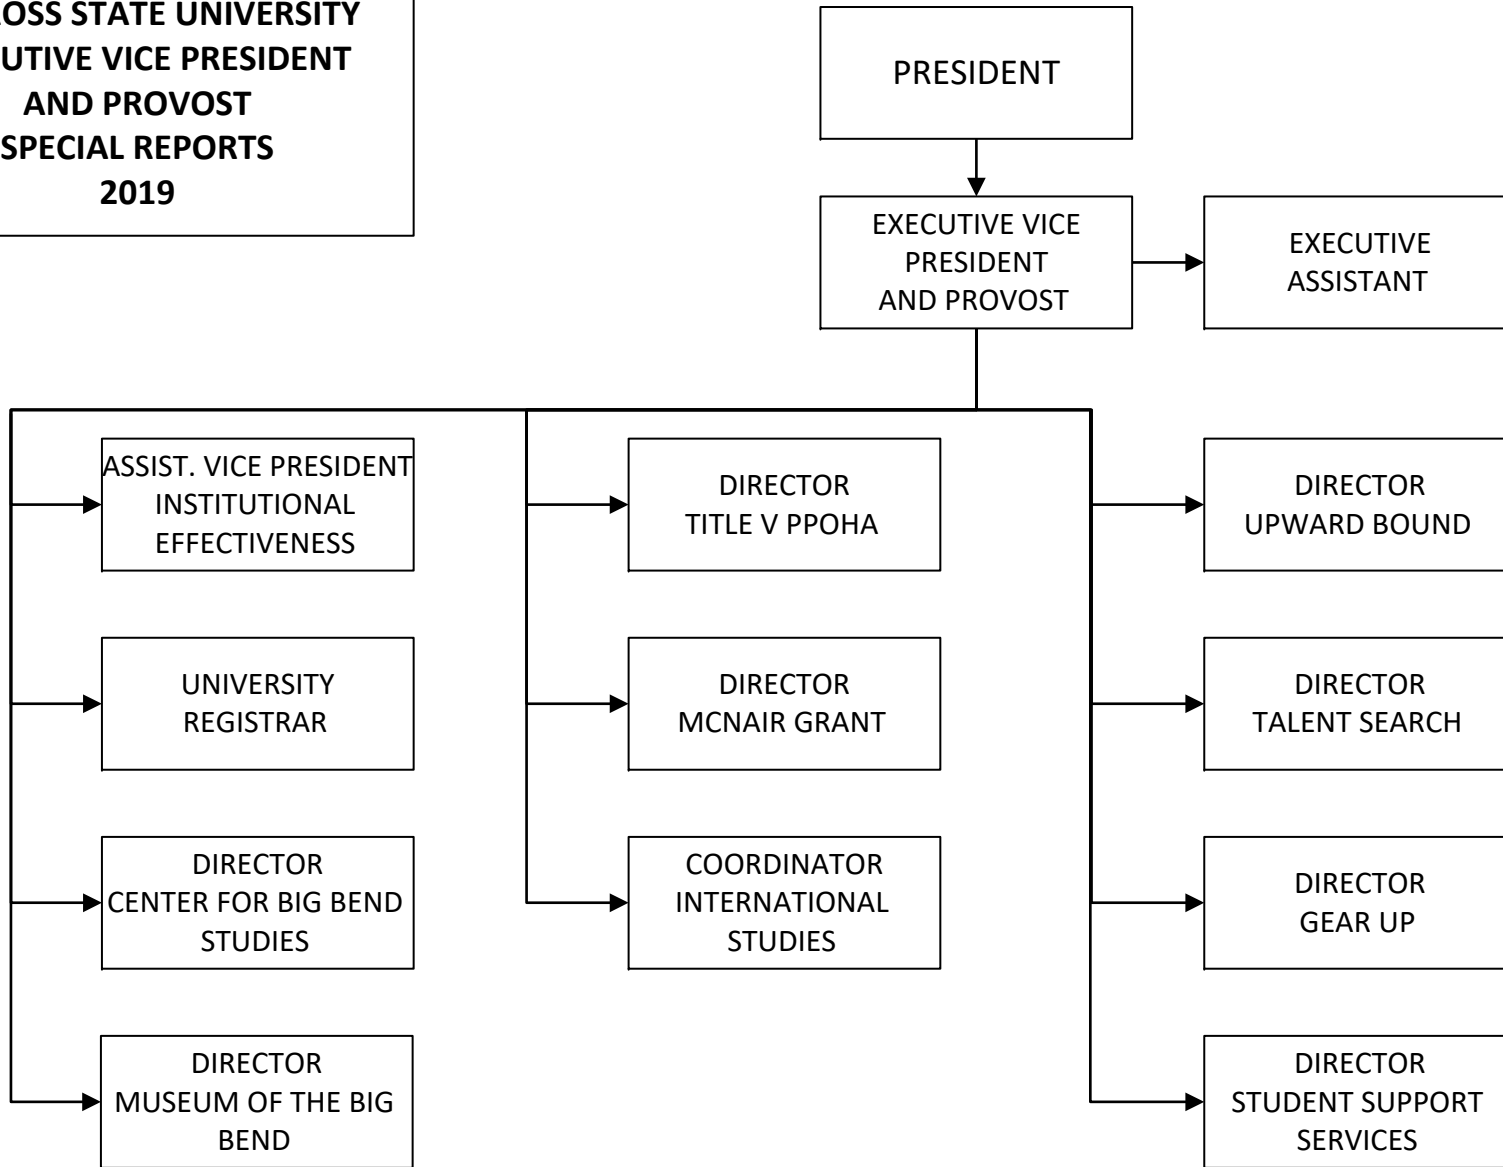 STATE UNIVERSITY
VICE PRESIDENT
AND PROVOST
SPECIAL REPORTS
2019
PRESIDENT
EXECUTIVE VICE
PRESIDENT
AND PROVOST
EXECUTIVE
ASSISTANT
ASSIST. VICE PRESIDENT
INSTITUTIONAL
EFFECTIVENESS
DIRECTOR
TITLE V PPOHA
DIRECTOR
UPWARD BOUND
UNIVERSITY
REGISTRAR
DIRECTOR
MCNAIR GRANT
DIRECTOR
TALENT SEARCH
DIRECTOR
CENTER FOR BIG BEND
STUDIES
COORDINATOR
INTERNATIONAL
STUDIES
DIRECTOR
GEAR UP
DIRECTOR
MUSEUM OF THE BIG
BEND
DIRECTOR
STUDENT SUPPORT
SERVICES